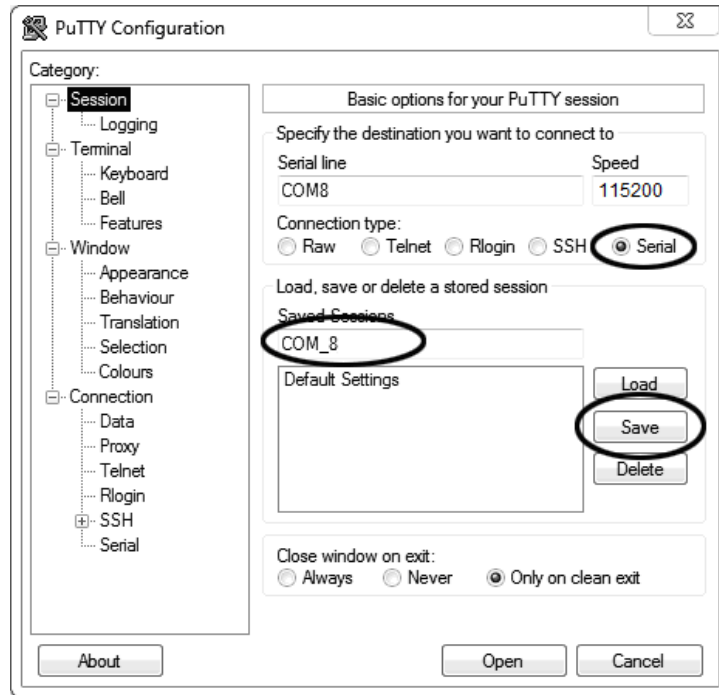 PuTTY Configuration
Category:
Session
Logging
Terminal
Keyboard
Bell
Features
Window
Appearance
Behaviour
Translation
Selection
Colours
Connection
Data
Proxy
Telnet
Rlogin
SSH
Serial
Basic options for your PuTTY session
Specify the destination you want to connect to
Serial line Speed
COM8 115200
Connection type:
Raw Telnet Rlogin SSH Serial
Load, save or delete a stored session
Saved Sessions
COM_8
Default Settings
Load
Save
Delete
Close window on exit:
Always Never Only on clean exit
About Open Cancel